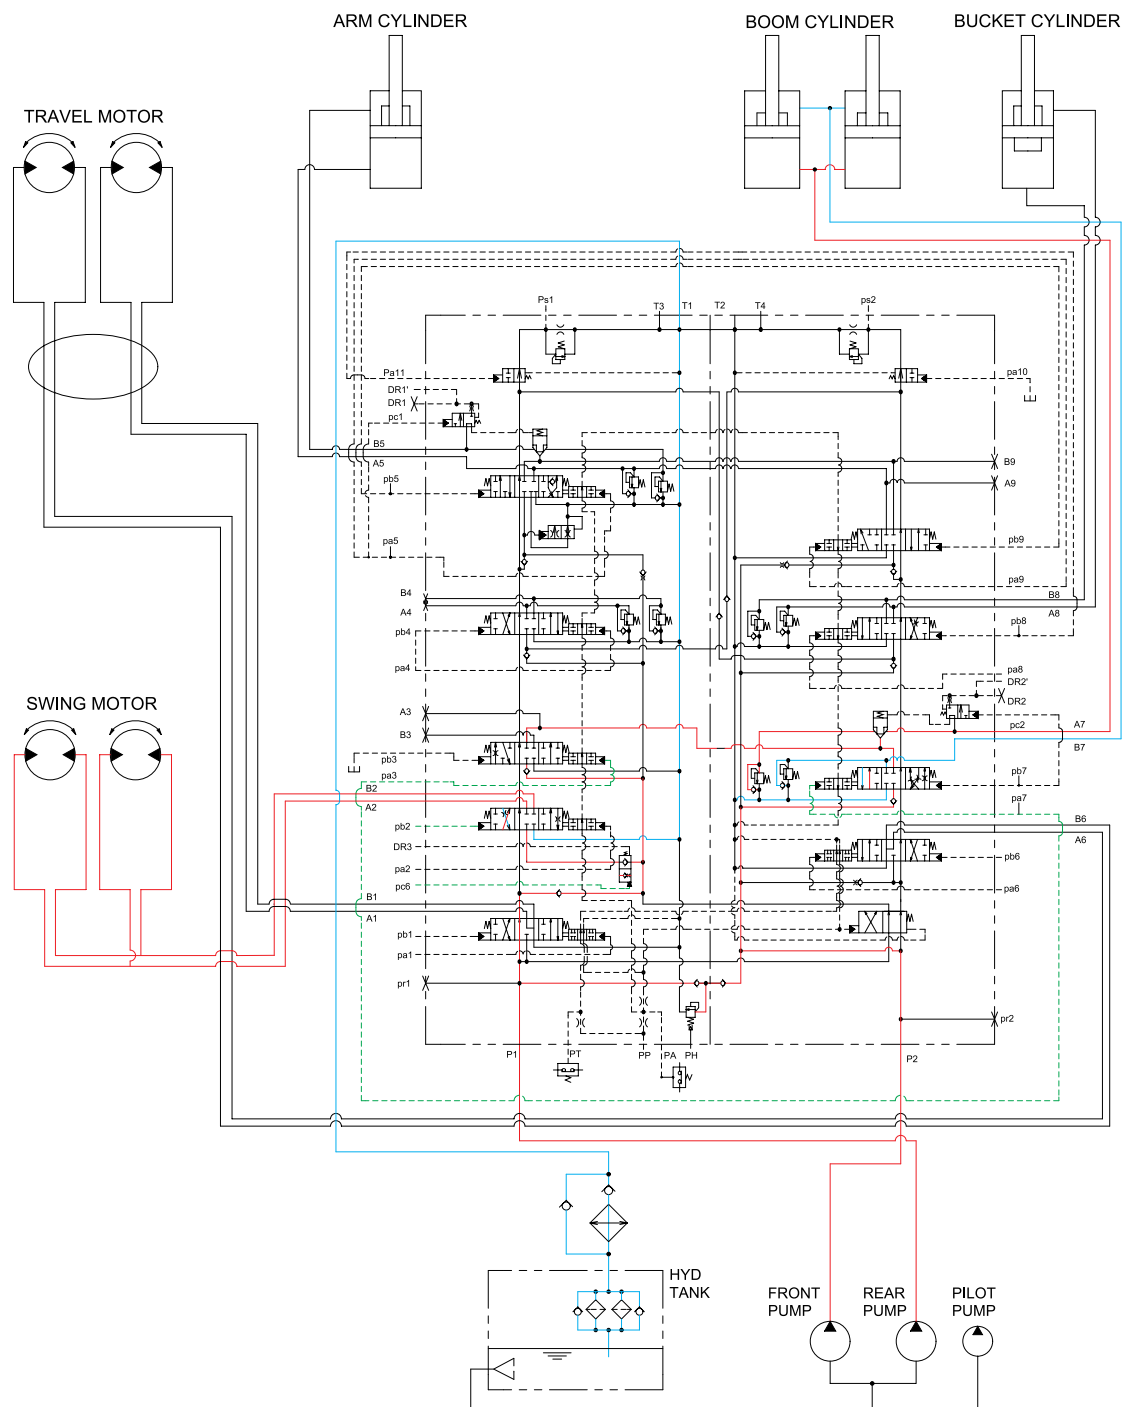 ARM CYLINDER
BOOM CYLINDER
BUCKET CYLINDER
TRAVEL MOTOR
Ps1
T3
T1
T2
T4
ps2
Pa11
pa10
DR1'
DR1
pc1
B5
A5
B9
A9
pb5
pb9
pa5
pa9
B4
A4
B8
A8
pb4
pb8
pa4
pa8
DR2'
DR2
SWING MOTOR
A3
B3
pc2
A7
B7
pb3
pa3
pb7
B2
A2
pa7
pb2
B6
A6
DR3
pb6
pa2
pc6
pa6
B1
A1
pb1
pa1
pr1
pr2
P1
PT
PP
PA
PH
P2
HYD
TANK
FRONT
PUMP
REAR
PUMP
PILOT
PUMP